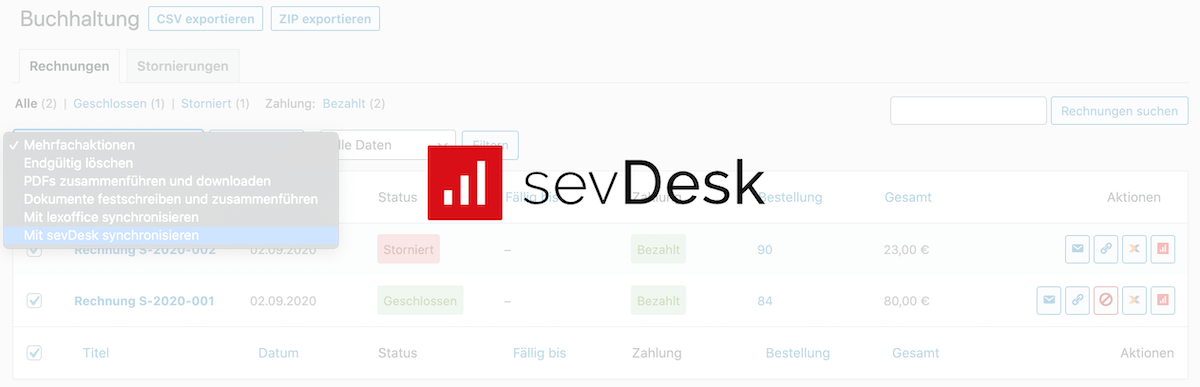 Buchhaltung CSV exportieren ZIP exportieren
Rechnungen Stornierungen
Alle (2) | Geschlossen (1) | Storniert (1) Zahlung: Bezahlt (2)
Rechnungen suchen
✓ Mehrfachaktionen lle Daten Filtern
Endgültig löschen
PDFs zusammenführen und downloaden
Dokumente festschreiben und zusammenführen
Mit lexoffice synchronisieren
Mit sevDesk synchronisieren
sevDesk
Status Fällig bis Zahlung Bestellung Gesamt Aktionen
Rechnung S-2020-002 02.09.2020 Storniert – Bezahlt 90 23,00 €
Rechnung S-2020-001 02.09.2020 Geschlossen – Bezahlt 84 80,00 €
Titel Datum Status Fällig bis Zahlung Bestellung Gesamt Aktionen